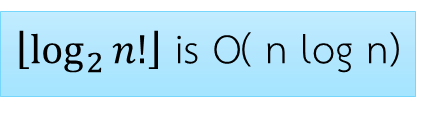 ⌊log₂ n!⌋ is O( n log n)